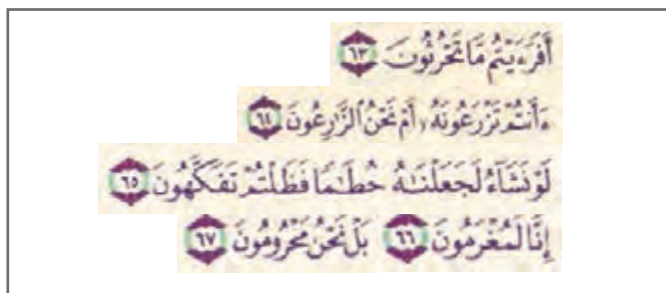 أَفَرَءَيْتُم مَّا تَحْرُثُونَ ٦٣
ءَأَنتُمْ تَزْرَعُونَهُۥٓ أَمْ نَحْنُ ٱلزَّٰرِعُونَ ٦٤
لَوْ نَشَآءُ لَجَعَلْنَٰهُ حُطَٰمًا فَظَلْتُمْ تَفَكَّهُونَ ٦٥
إِنَّا لَمُغْرَمُونَ ٦٦ بَلْ نَحْنُ مَحْرُومُونَ ٦٧